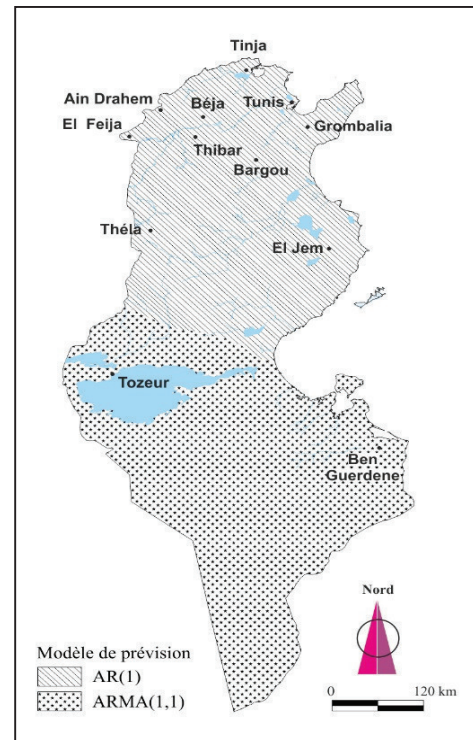 Tinja
Ain Drahem
Béja
Tunis
El Feija
Grombalia
Thibar
Bargou
Théla
El Jem
Tozeur
Ben
Guerdene
Nord
Modèle de prévision
AR(1)
ARMA(1,1)
0 120 km